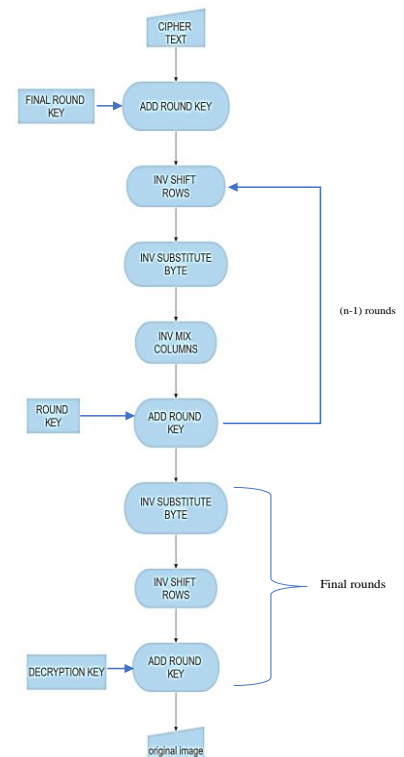 CIPHER
TEXT
FINAL ROUND
KEY
ADD ROUND KEY
INV SHIFT
ROWS
INV SUBSTITUTE
BYTE
(n-1) rounds
INV MIX
COLUMNS
ROUND
KEY
ADD ROUND
KEY
INV SUBSTITUTE
BYTE
INV SHIFT
ROWS
Final rounds
DECRYPTION KEY
ADD ROUND
KEY
original image